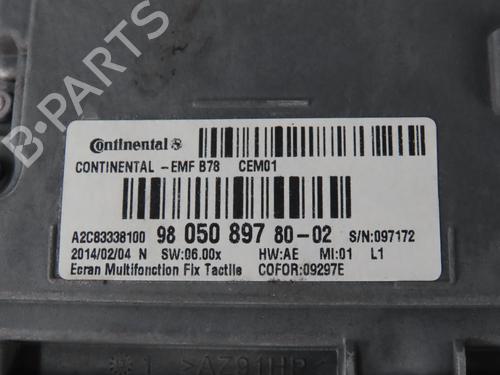 B-PARTS
Continental
CONTINENTAL -EMF B78 CEM01
A2C83338100 98 050 897 80-02 S/N:097172
2014/02/04 N SW:06.00x HW:AE MI:01 L1
Ecran Multifonction Fix Tactile COFOR:09297E